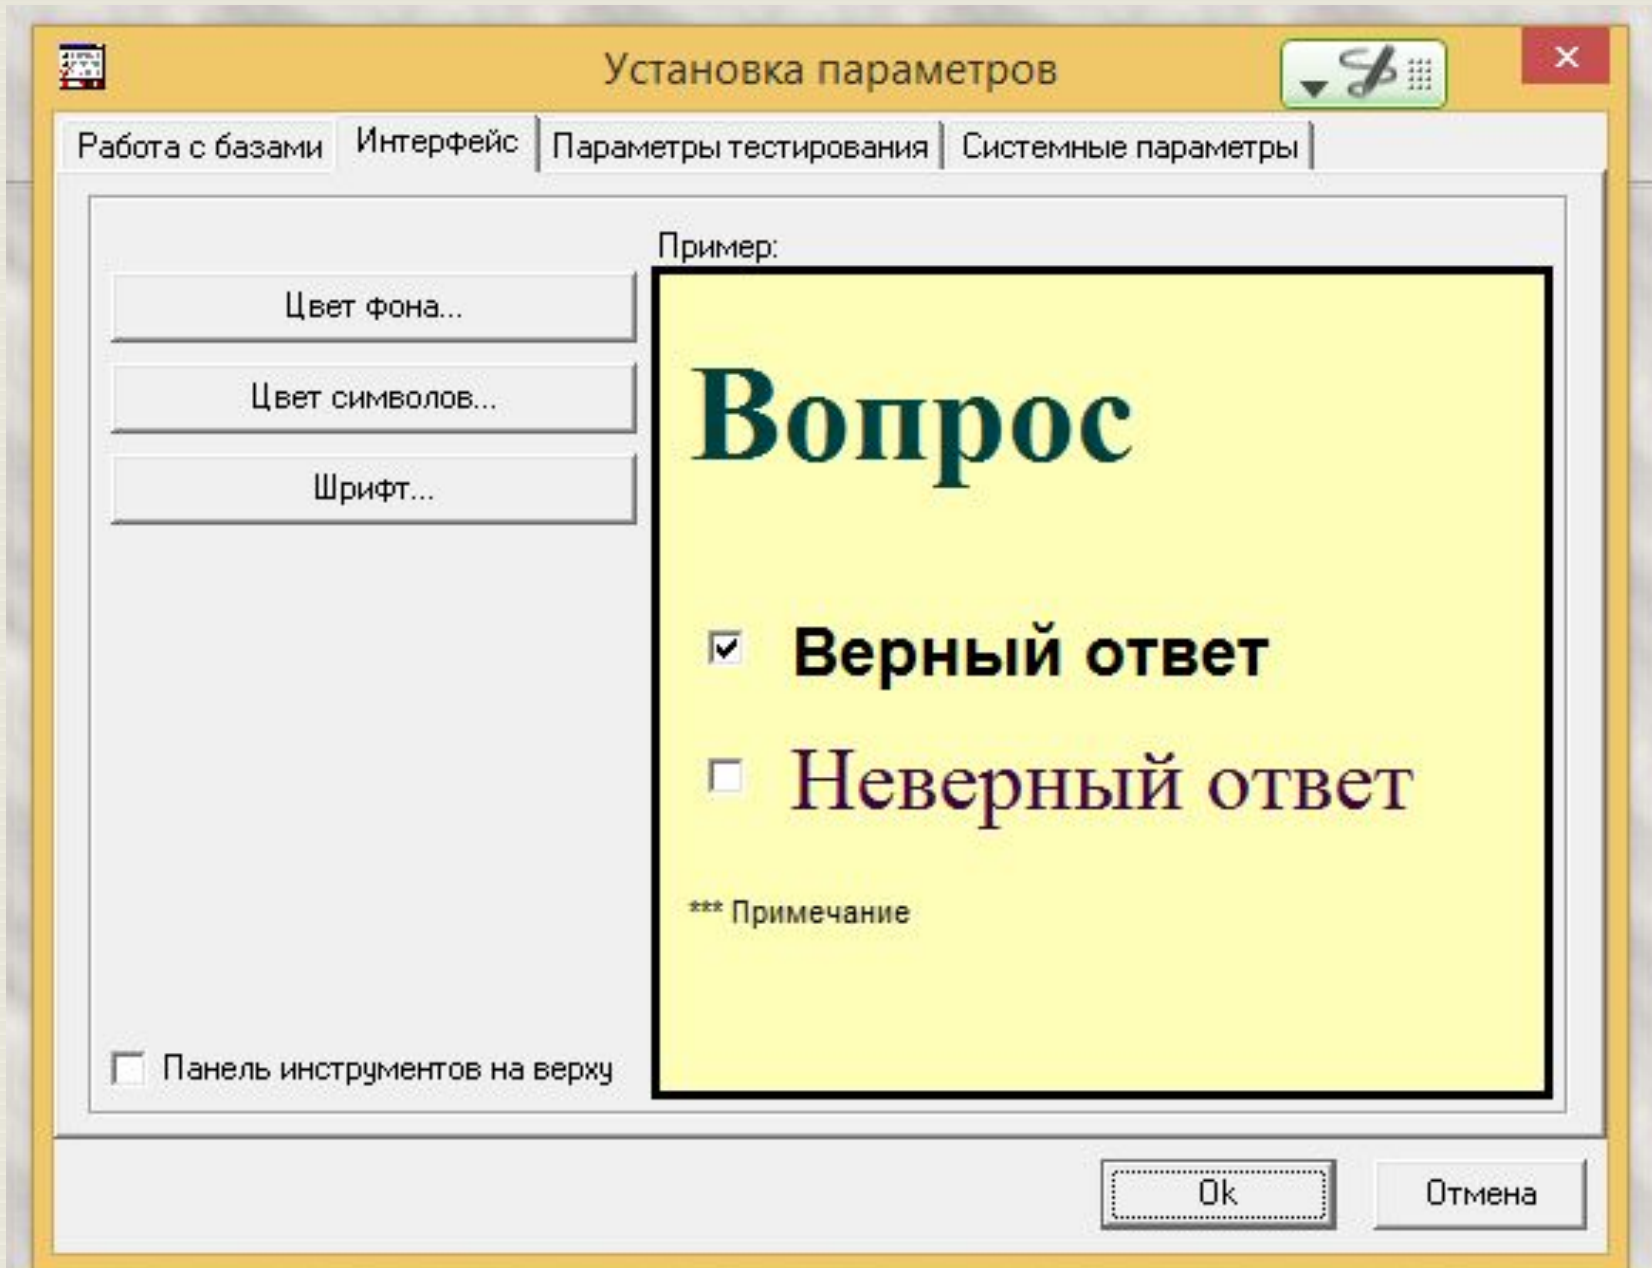 Установка параметров
Работа с базами
Интерфейс
Параметры тестирования
Системные параметры
Цвет фона...
Цвет символов...
Шрифт...
Панель инструментов на верху
Пример:
Вопрос
Верный ответ
Неверный ответ
*** Примечание
Ok
Отмена